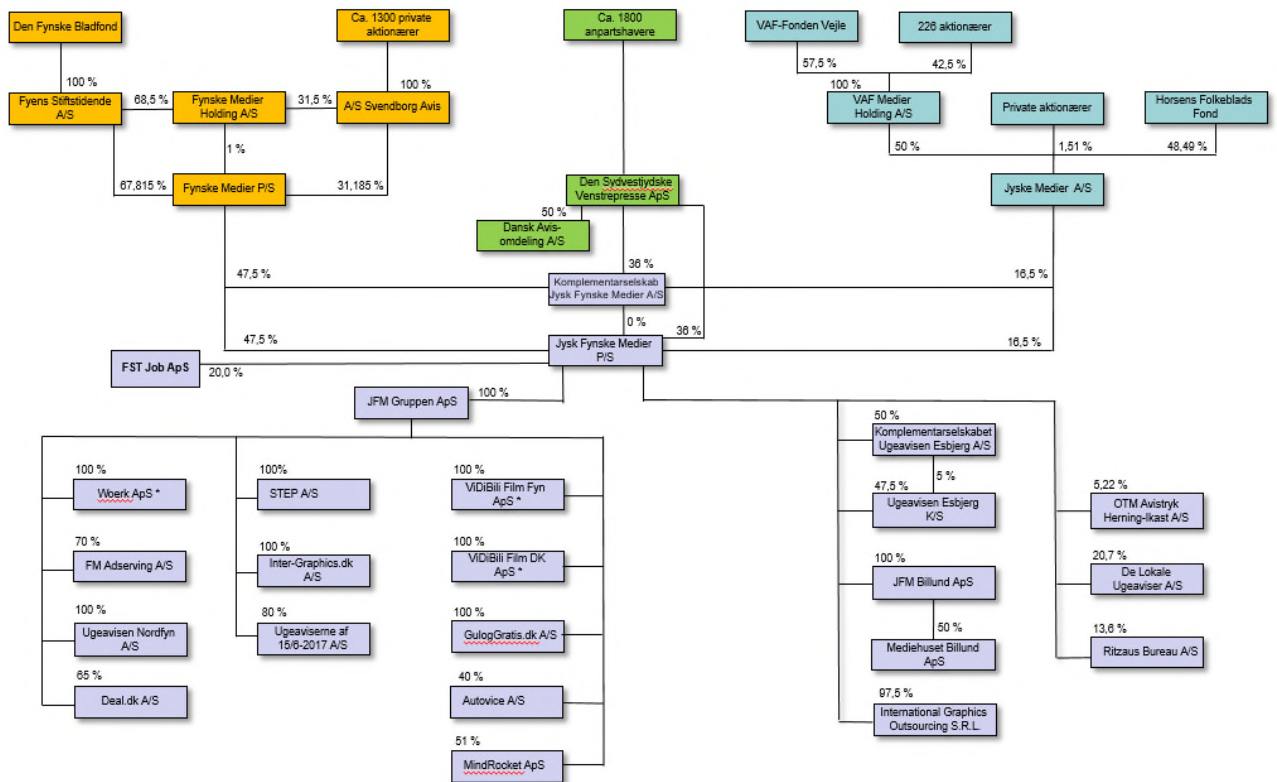 Den Fynske Bladfond
Ca. 1300 private
aktionærer
Ca. 1800
anpartshavere
VAF-Fonden Vejle
226 aktionærer
57,5 %
42,5 %
100 %
100 %
100 %
Fyens Stiftstidende
A/S
68,5 %
Fynske Medier
Holding A/S
31,5 %
A/S Svendborg Avis
VAF Medier
Holding A/S
Private aktionærer
Horsens Folkeblads
Fond
1 %
50 %
1,51 %
48,49 %
67,815 %
Fynske Medier P/S
31,185 %
Den Sydvestjydske
Venstrepresse ApS
Jyske Medier A/S
50 %
Dansk Avis-
omdeling A/S
47,5 %
36 %
16,5 %
Komplementarselskab
Jysk Fynske Medier A/S
0 %
36 %
47,5 %
Jysk Fynske Medier
P/S
16,5 %
FST Job ApS
20,0 %
JFM Gruppen ApS
100 %
100 %
Woerk ApS *
70 %
FM Adserving A/S
100 %
Ugeavisen Nordfyn
A/S
65 %
Deal.dk A/S
100%
STEP A/S
100 %
Inter-Graphics.dk
A/S
80 %
Ugeaviserne af
15/6-2017 A/S
100 %
ViDiBili Film Fyn
ApS *
100 %
ViDiBili Film DK
ApS *
100 %
GulogGratis.dk A/S
40 %
Autovice A/S
51 %
MindRocket ApS
50 %
Komplementarselskabet
Ugeavisen Esbjerg A/S
5 %
47,5 %
Ugeavisen Esbjerg
K/S
100 %
JFM Billund ApS
50 %
Mediehuset Billund
ApS
97,5 %
International Graphics
Outsourcing S.R.L.
5,22 %
OTM Avistryk
Herning-Ikast A/S
20,7 %
De Lokale
Ugeaviser A/S
13,6 %
Ritzaus Bureau A/S